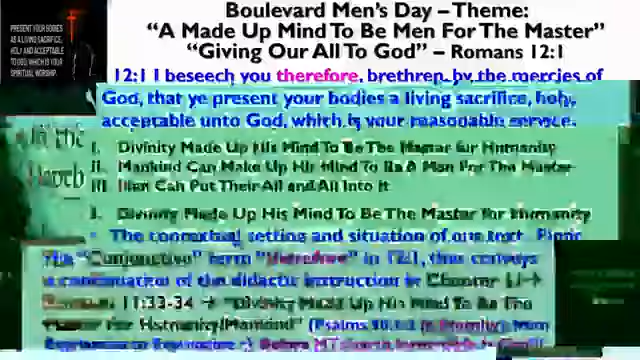 PRESENT YOUR BODIES
AS A LIVING SACRIFICE,
HOLY AND ACCEPTABLE
TO GOD, WHICH IS YOUR
SPIRITUAL WORSHIP.
Boulevard Men's Day – Theme:
"A Made Up Mind To Be Men For The Master"
"Giving Our All To God" – Romans 12:1
12:1 I beseech you therefore, brethren, by the mercies of
God, that ye present your bodies a living sacrifice, holy,
acceptable unto God, which is your reasonable service.
I. Divinity Made Up His Mind To Be The Master for Humanity
II. Mankind Can Make Up His Mind To Be A Man For The Master
III Men Can Put Their All and All Into It
I. Divinity Made Up His Mind To Be The Master for Humanity
• The contextual setting and situation of our text
"Conjunctive" term "therefore" in 12:1, thus conveys
a continuation of the didactic instruction in Chapter 11→
11:33-34 → "Divinity Made Up His Mind To Be The
Master for Humanity/Mankind" (Psalms